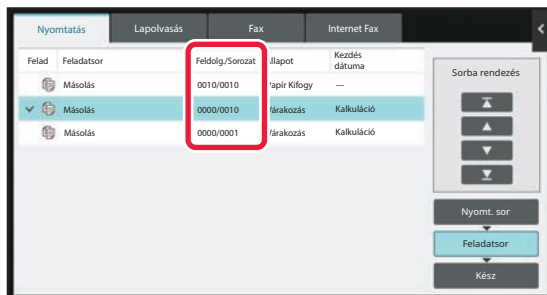 Nyomtatás Lapolvasás Fax Internet Fax
Felad Feladatsor Feldolg./Sorozat llapot Kezdés dátuma
Másolás 0010/0010 Papír Kifogy ---
Másolás 0000/0010 Várakozás Kalkuláció
Másolás 0000/0001 Várakozás Kalkuláció
Sorba rendezés
Nyomt. sor
Feladatsor
Kész